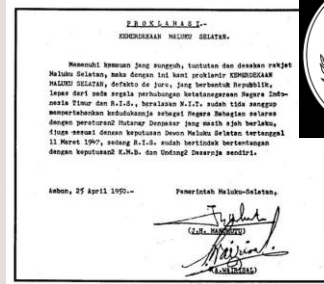 PROKLAMASI.-
KEMERDEKAAN MALUKU SELATAN.
Memenuhi kemauan jang sungguh, tuntutan dan desakan rakjat
Maluku Selatan, maka dengan ini kami proklamir KEMERDEKAAN
MALUKU SELATAN, defakto de jure, jang berbentuk Republik,
lepas dari pada segala perhubungan ketatanegaraan Negara Indo-
nesia Timur dan R.I.S., beralasan N.I.T. sudah tidak sanggup
mempertahankan kedudukannja sebagai Negara Bahagian selaras
dengan peraturan2 Mutamar Denpasar jang masih sjah berlaku,
djuga sesuai dengan keputusan Dewan Maluku Selatan tertanggal
11 Maret 1947, sedang R.I.S. sudah bertindak bertentangan
dengan keputusan2 K.M.B. dan Undang2 Dasarnja sendiri.
Ambon, 25 April 1950.-
Pemerintah Maluku-Selatan,
(J.H. MANUHUTU)
(A.WAIRISAL)